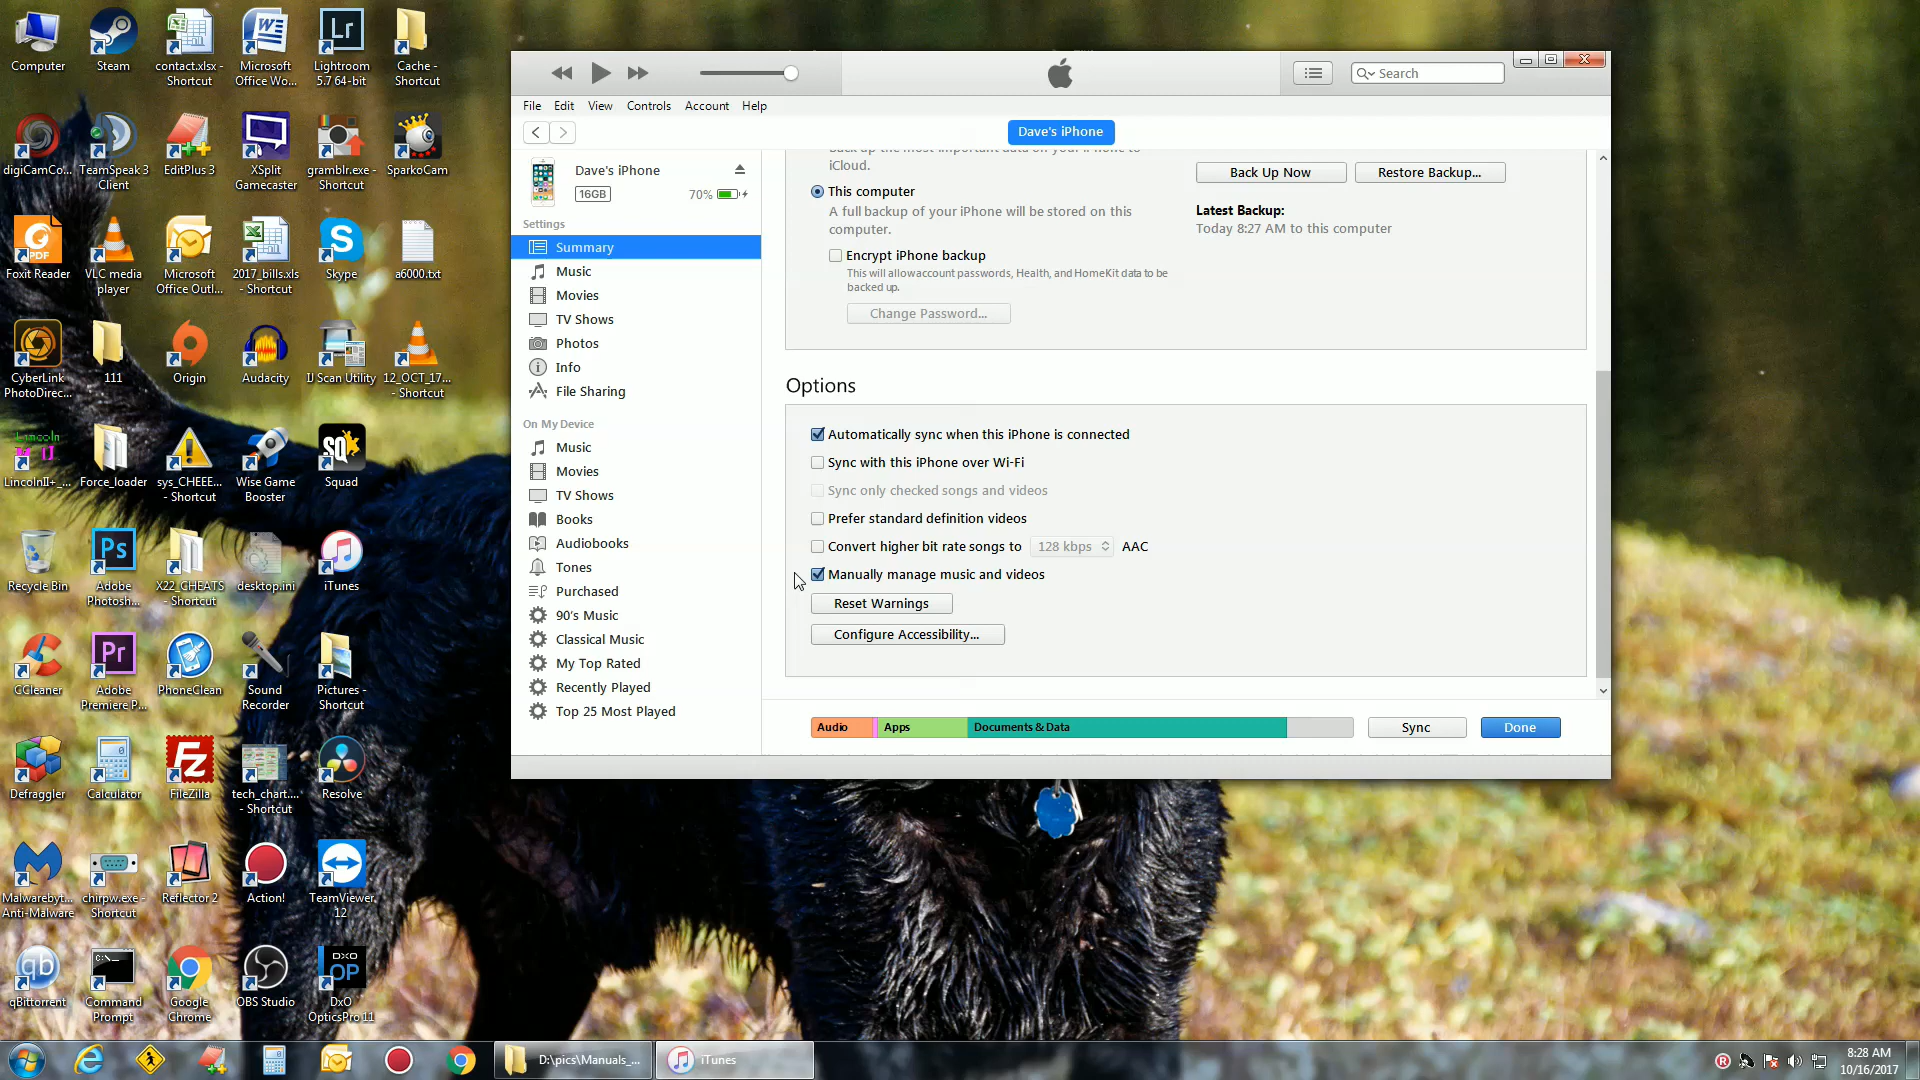 Computer
Steam
contact.xlsx -
Shortcut
Microsoft
Office Wo...
Lightroom
5.7 64-bit
Cache -
Shortcut
digiCamCo...
TeamSpeak 3
Client
EditPlus 3
XSplit
Gamecaster
gramblr.exe -
Shortcut
SparkoCam
Foxit Reader
VLC media
player
Microsoft
Office Outl...
2017_bills.xls
- Shortcut
Skype
a6000.txt
CyberLink
PhotoDirec...
111
Origin
Audacity
IJ Scan Utility
12_OCT_17...
- Shortcut
LincolnII+_...
Force_loader
sys_CHEEE...
- Shortcut
Wise Game
Booster
Squad
Recycle Bin
Adobe
Photosh...
X22_CHEATS
- Shortcut
desktop.ini
iTunes
CCleaner
Adobe
Premiere P...
PhoneClean
Sound
Recorder
Pictures -
Shortcut
Defraggler
Calculator
FileZilla
tech_chart....
- Shortcut
Resolve
Malwarebyt...
Anti-Malware
chirpw.exe -
Shortcut
Reflector 2
Action!
TeamViewer
12
qBittorrent
Command
Prompt
Google
Chrome
OBS Studio
DxO
OpticsPro 11
Search
File Edit View Controls Account Help
Dave's iPhone
Dave's iPhone
16GB 70%
Settings
Summary
Music
Movies
TV Shows
Photos
Info
File Sharing
On My Device
Music
Movies
TV Shows
Books
Audiobooks
Tones
Purchased
90's Music
Classical Music
My Top Rated
Recently Played
Top 25 Most Played
Back up the most important data on your iPhone to
iCloud.
This computer
A full backup of your iPhone will be stored on this
computer.
Encrypt iPhone backup
This will allow account passwords, Health, and HomeKit data to be
backed up.
Change Password...
Back Up Now Restore Backup...
Latest Backup:
Today 8:27 AM to this computer
Options
Automatically sync when this iPhone is connected
Sync with this iPhone over Wi-Fi
Sync only checked songs and videos
Prefer standard definition videos
Convert higher bit rate songs to 128 kbps AAC
Manually manage music and videos
Reset Warnings
Configure Accessibility...
Audio Apps Documents & Data Sync Done
D:\pics\Manuals_...
iTunes
8:28 AM
10/16/2017